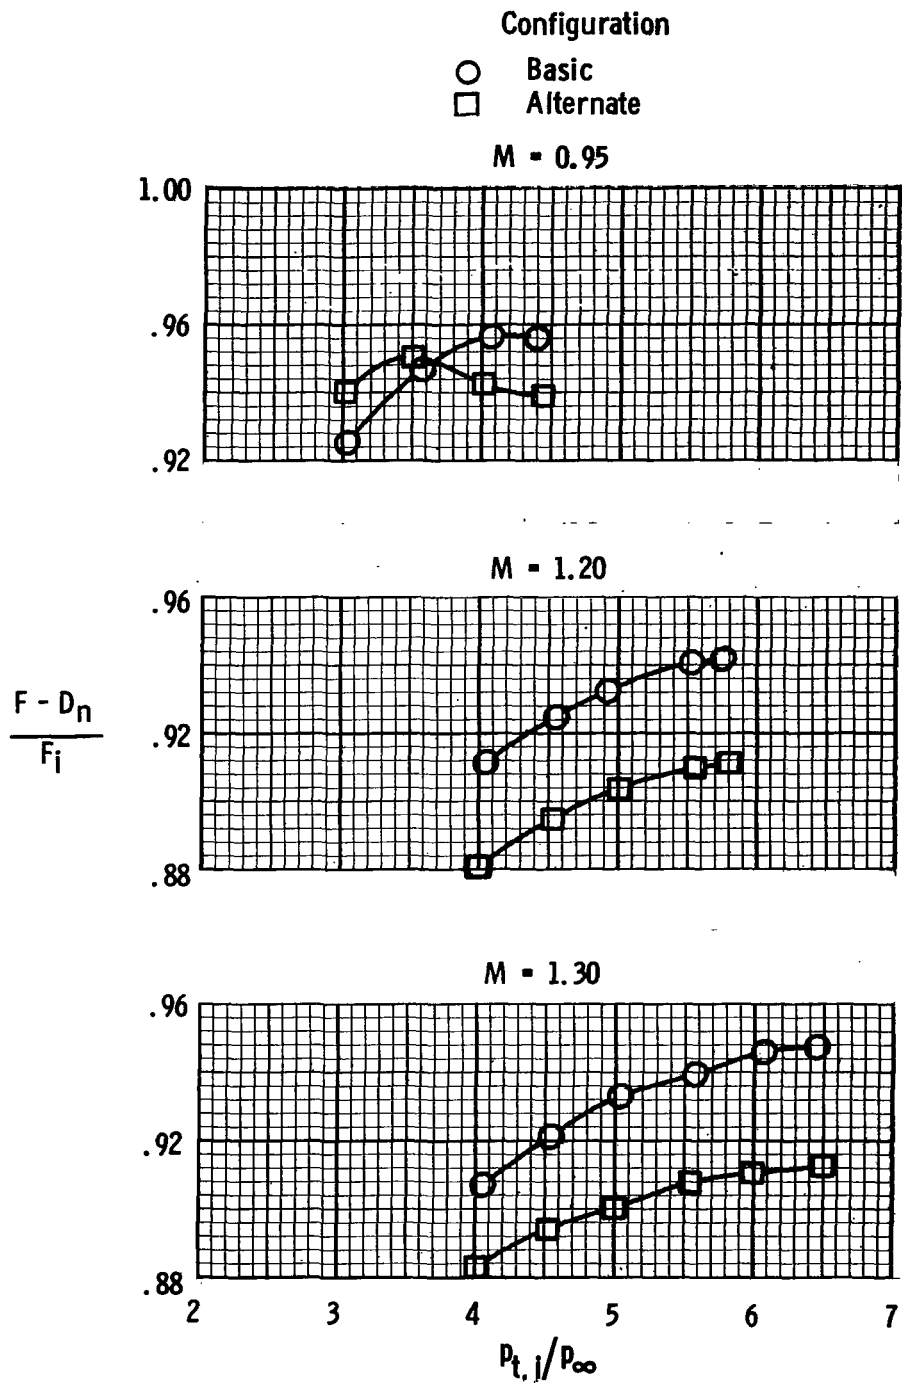 Configuration
Basic
Alternate
M = 0.95
1.00
.96
.92
M = 1.20
.96
.92
.88
F - Dn
Fi
M = 1.30
.96
.92
.88
2 3 4 5 6 7
pt, j/p∞